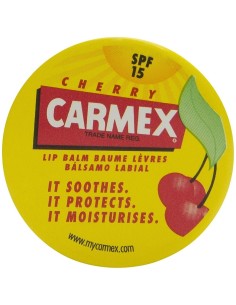 SPF
15
CHERRY
CARMEX®
TRADE NAME REG.
LIP BALM BAUME LÈVRES
BÁLSAMO LABIAL
IT SOOTHES.
IT PROTECTS.
IT MOISTURISES.
www.mycarmex.com